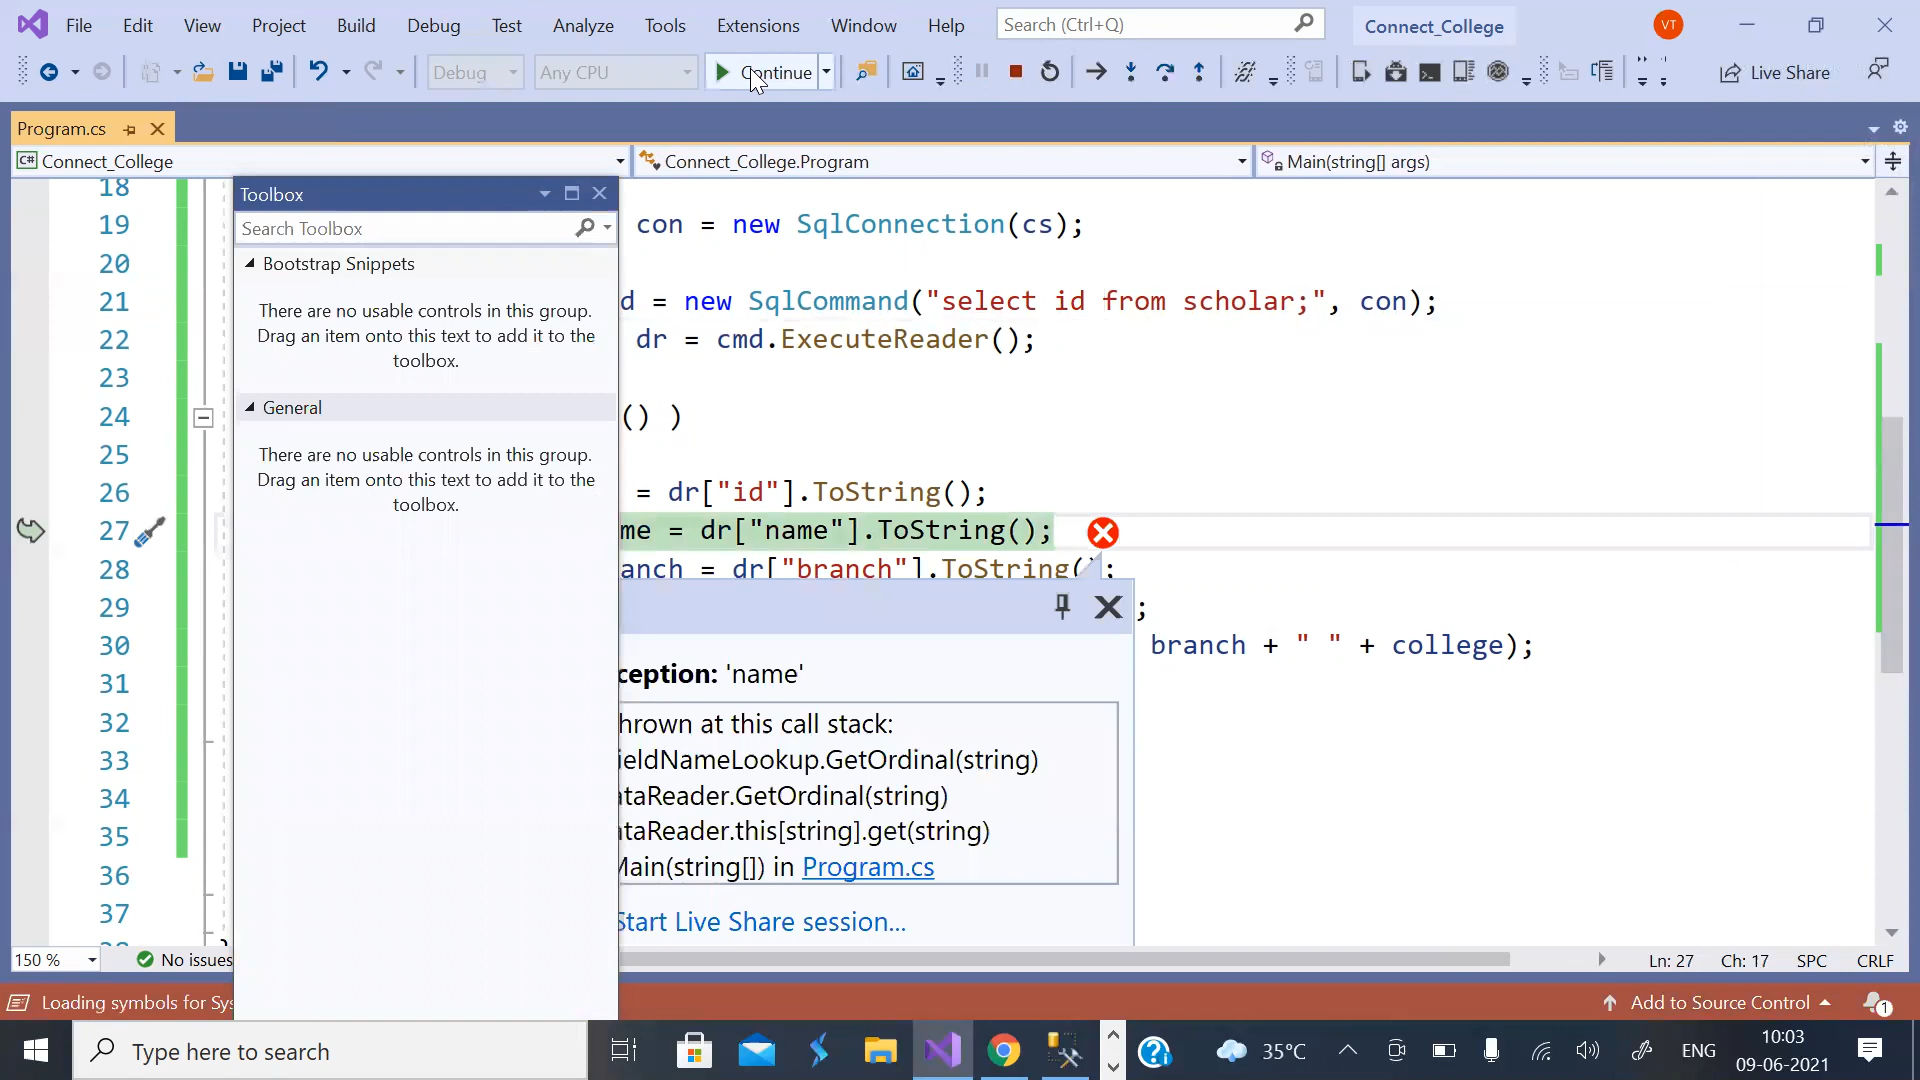 File Edit View Project Build Debug Test Analyze Tools Extensions Window Help Search (Ctrl+Q) Connect_College VT
Debug Any CPU Continue Live Share
Program.cs
C# Connect_College Connect_College.Program Main(string[] args)
18
Toolbox
19 con = new SqlConnection(cs);
Search Toolbox
20 Bootstrap Snippets
21 d = new SqlCommand("select id from scholar;", con);
There are no usable controls in this group.
Drag an item onto this text to add it to the
toolbox.
22 dr = cmd.ExecuteReader();
23
General
24 () )
25
There are no usable controls in this group.
Drag an item onto this text to add it to the
toolbox.
26 = dr["id"].ToString();
27 me = dr["name"].ToString();
28 anch = dr["branch"].ToString();
29 ;
30 branch + " " + college);
ception: 'name'
31
32 hrown at this call stack:
33 ieldNameLookup.GetOrdinal(string)
34 ataReader.GetOrdinal(string)
35 ataReader.this[string].get(string)
36 Main(string[]) in Program.cs
37 Start Live Share session...
}
150 % No issues Ln: 27 Ch: 17 SPC CRLF
Loading symbols for Sys Add to Source Control 1
Type here to search 35°C ENG 10:03
09-06-2021